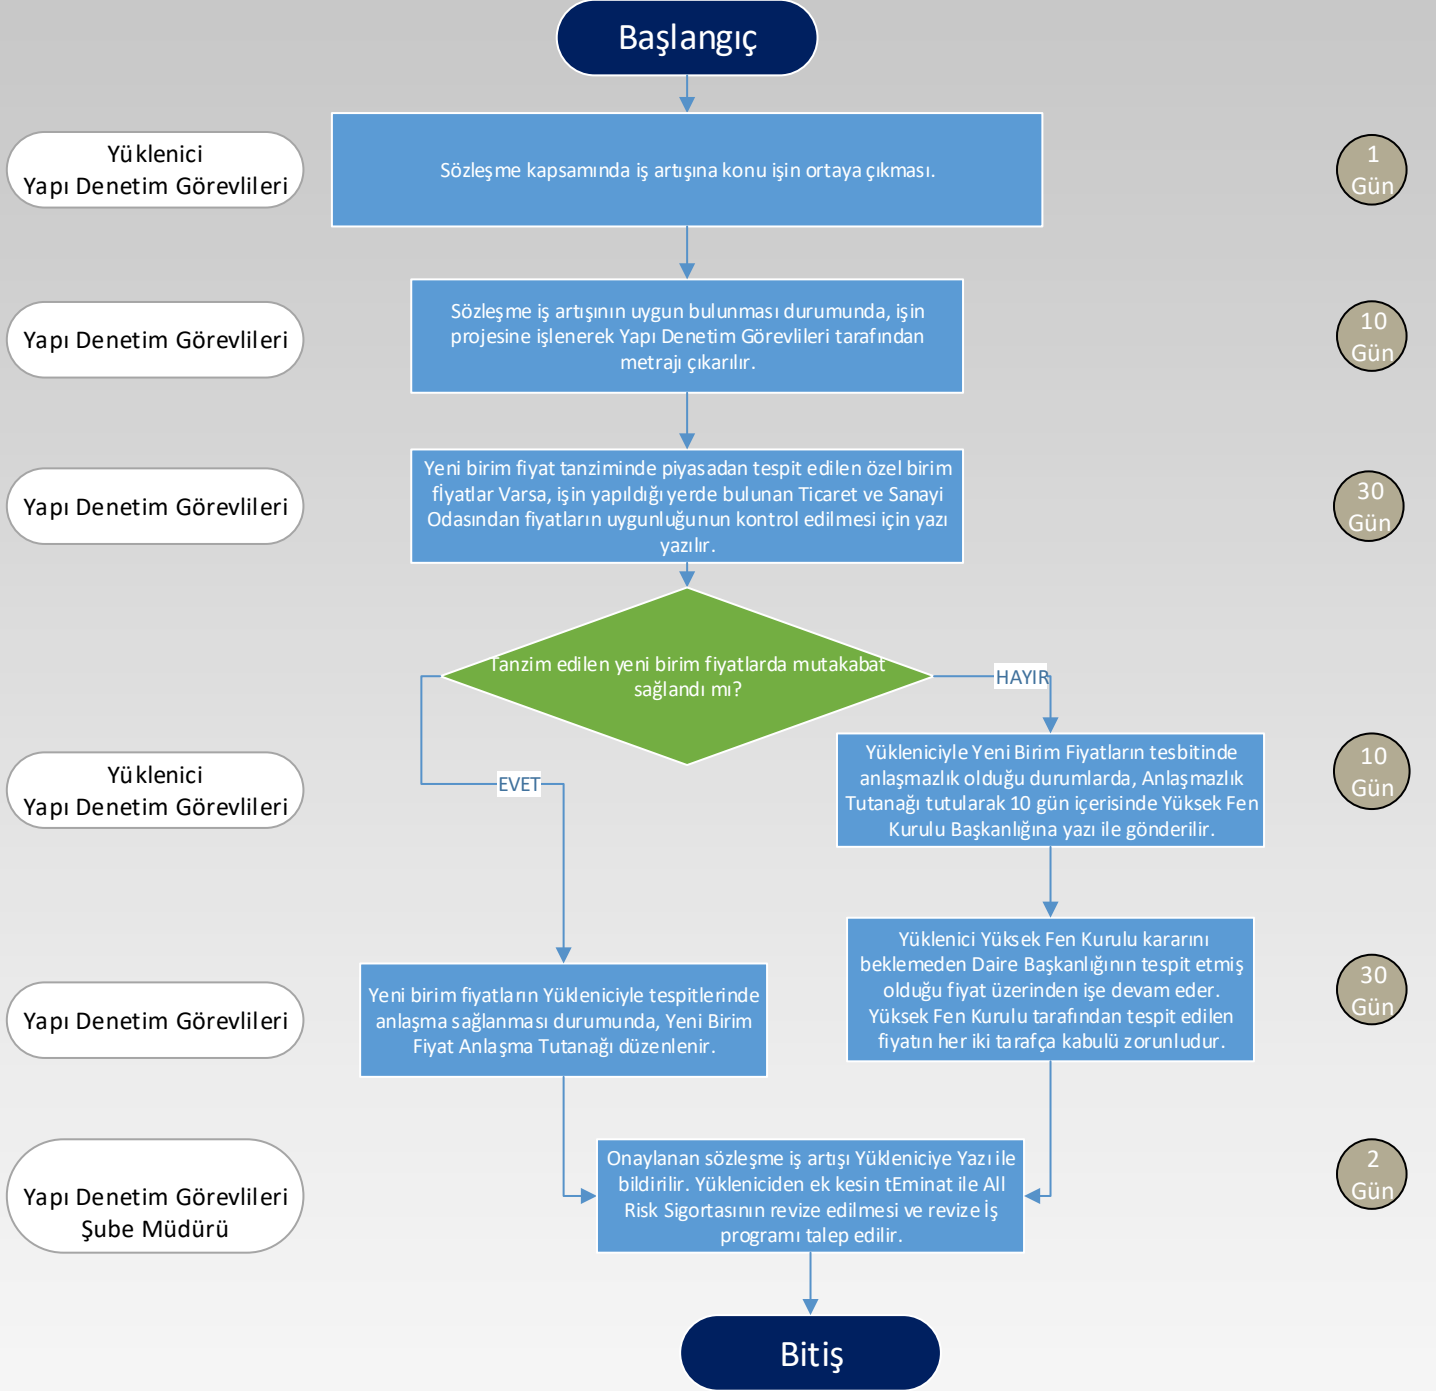 Başlangıç
Yüklenici
Yapı Denetim Görevlileri
Sözleşme kapsamında iş artışına konu işin ortaya çıkması.
1
Gün
Yapı Denetim Görevlileri
Sözleşme iş artışının uygun bulunması durumunda, işin
projesine işlenerek Yapı Denetim Görevlileri tarafından
metrajı çıkarılır.
10
Gün
Yapı Denetim Görevlileri
Yeni birim fiyat tanziminde piyasadan tespit edilen özel birim
fİyatlar Varsa, işin yapıldığı yerde bulunan Ticaret ve Sanayi
Odasından fiyatların uygunluğunun kontrol edilmesi için yazı
yazılır.
30
Gün
Tanzim edilen yeni birim fiyatlarda mutakabat
sağlandı mı?
HAYIR
EVET
Yüklenici
Yapı Denetim Görevlileri
Yükleniciyle Yeni Birim Fiyatların tesbitinde
anlaşmazlık olduğu durumlarda, Anlaşmazlık
Tutanağı tutularak 10 gün içerisinde Yüksek Fen
Kurulu Başkanlığına yazı ile gönderilir.
10
Gün
Yapı Denetim Görevlileri
Yeni birim fiyatların Yükleniciyle tespitlerinde
anlaşma sağlanması durumunda, Yeni Birim
Fiyat Anlaşma Tutanağı düzenlenir.
Yüklenici Yüksek Fen Kurulu kararını
beklemeden Daire Başkanlığının tespit etmiş
olduğu fiyat üzerinden işe devam eder.
Yüksek Fen Kurulu tarafından tespit edilen
fiyatın her iki tarafça kabulü zorunludur.
30
Gün
Yapı Denetim Görevlileri
Şube Müdürü
Onaylanan sözleşme iş artışı Yükleniciye Yazı ile
bildirilir. Yükleniciden ek kesin tEminat ile All
Risk Sigortasının revize edilmesi ve revize İş
programı talep edilir.
2
Gün
Bitiş